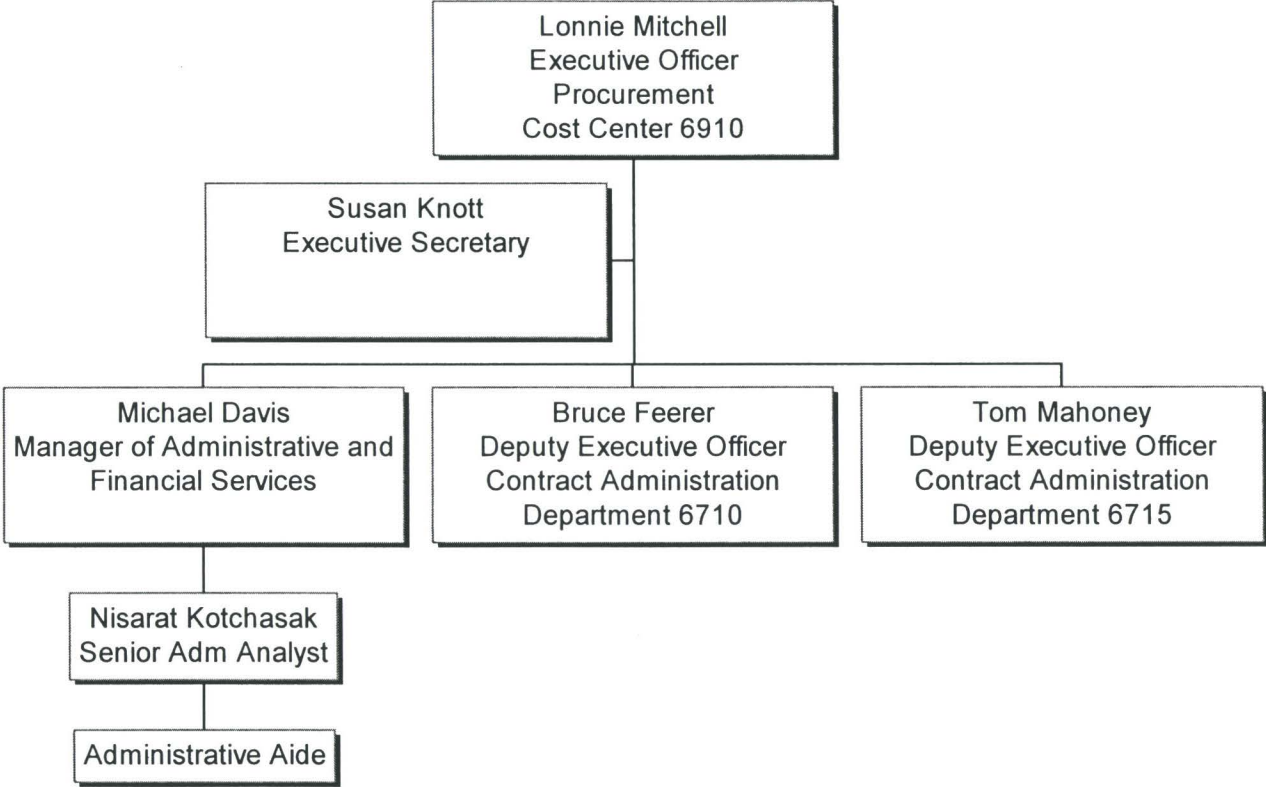 Lonnie Mitchell
Executive Officer
Procurement
Cost Center 6910
Susan Knott
Executive Secretary
Michael Davis
Manager of Administrative and
Financial Services
Bruce Feerer
Deputy Executive Officer
Contract Administration
Department 6710
Tom Mahoney
Deputy Executive Officer
Contract Administration
Department 6715
Nisarat Kotchasak
Senior Adm Analyst
Administrative Aide